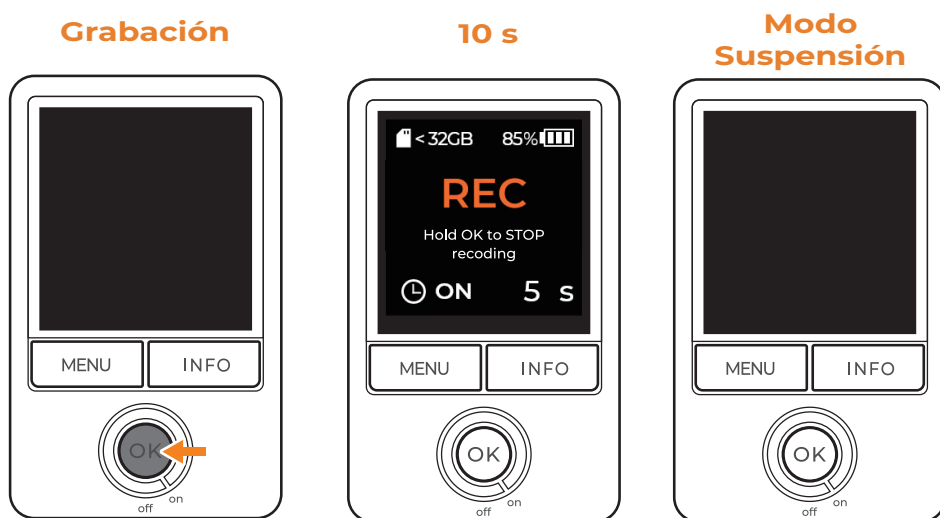 Grabación
10 s
Modo
Suspensión
MENU
INFO
OK
on
off
< 32GB
85%
REC
Hold OK to STOP
recoding
ON
5 s
MENU
INFO
OK
on
off
MENU
INFO
OK
on
off